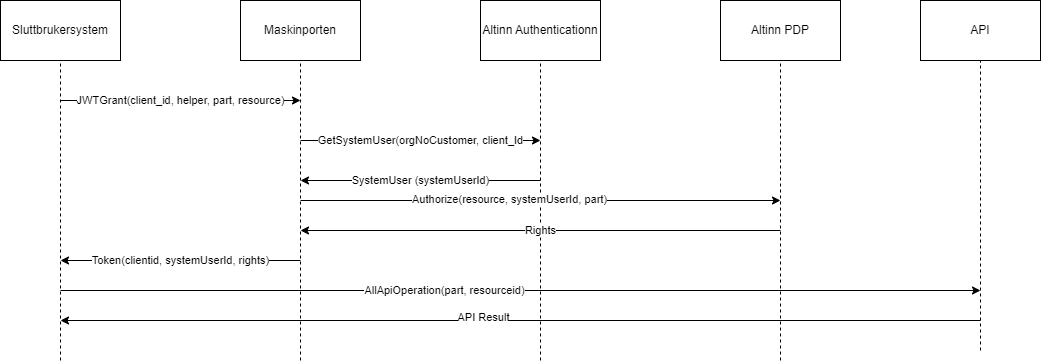 Sluttbrukersystem
Maskinporten
Altinn Authenticationn
Altinn PDP
API
JWTGrant(client_id, helper, part, resource)
GetSystemUser(orgNoCustomer, client_Id
SystemUser (systemUserId)
Authorize(resource, systemUserId, part)
Rights
Token(clientid, systemUserId, rights)
AllApiOperation(part, resourceid)
API Result